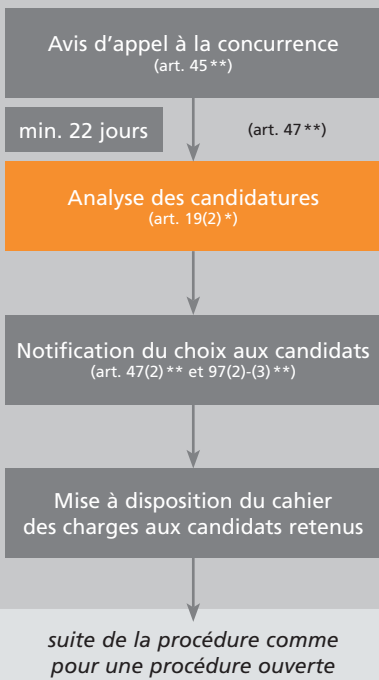 Avis d'appel à la concurrence
(art. 45**)
min. 22 jours
(art. 47**)
Analyse des candidatures
(art. 19(2)*)
Notification du choix aux candidats
(art. 47(2)** et 97(2)-(3)**)
Mise à disposition du cahier
des charges aux candidats retenus
suite de la procédure comme
pour une procédure ouverte